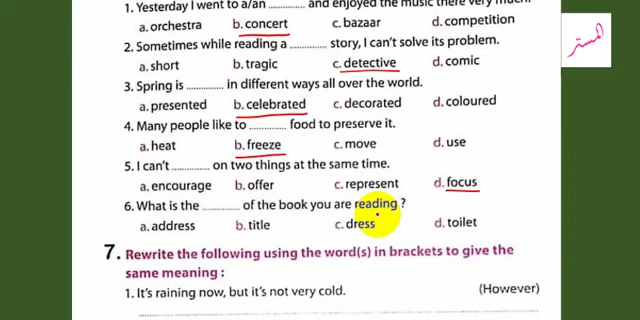 1. Yesterday I went to a/an ............ and enjoyed the music there very much.
a. orchestra b. concert c. bazaar d. competition
2. Sometimes while reading a ............ story, I can't solve its problem.
a. short b. tragic c. detective d. comic
3. Spring is ............ in different ways all over the world.
a. presented b. celebrated c. decorated d. coloured
4. Many people like to ............ food to preserve it.
a. heat b. freeze c. move d. use
5. I can't ............ on two things at the same time.
a. encourage b. offer c. represent d. focus
6. What is the ............ of the book you are reading ?
a. address b. title c. dress d. toilet
7. Rewrite the following using the word(s) in brackets to give the
same meaning :
1. It's raining now, but it's not very cold. (However)
المستر